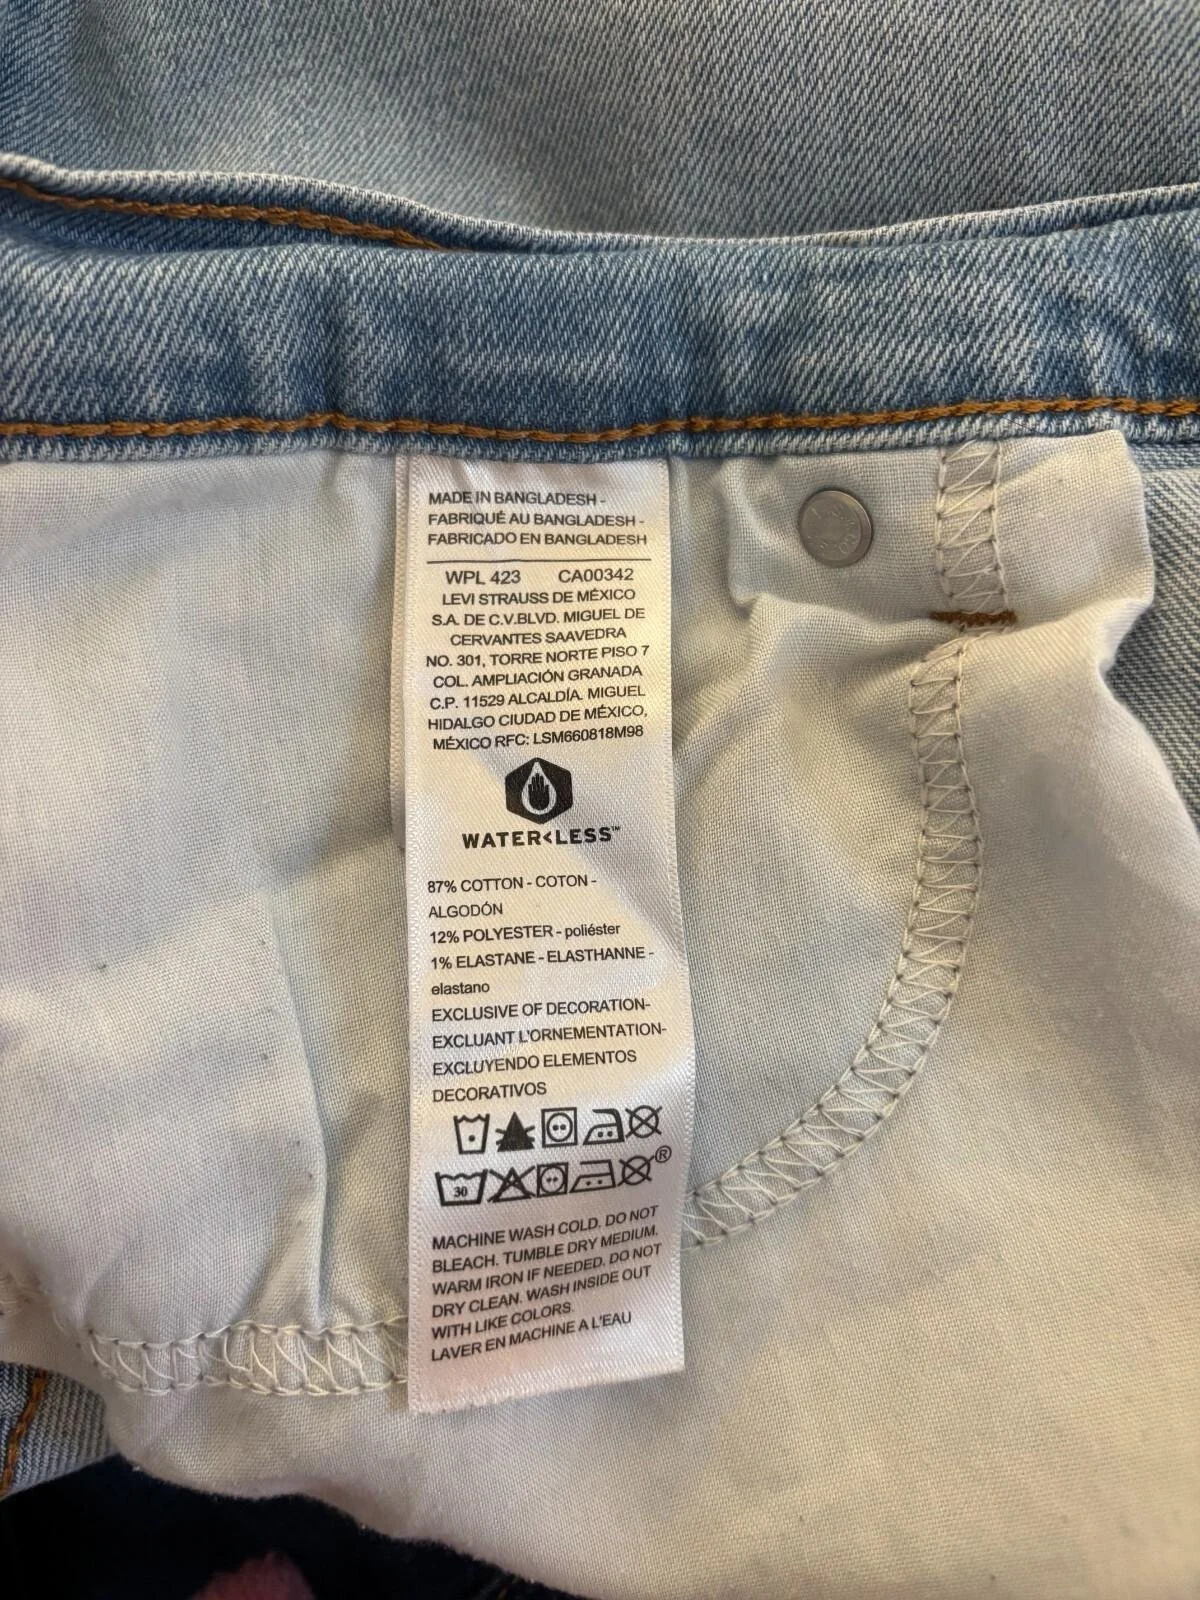 MADE IN BANGLADESH -
FABRIQUÉ AU BANGLADESH -
FABRICADO EN BANGLADESH
WPL 423 CA00342
LEVI STRAUSS DE MÉXICO
S.A. DE C.V.BLVD. MIGUEL DE
CERVANTES SAAVEDRA
NO. 301, TORRE NORTE PISO 7
COL. AMPLIACIÓN GRANADA
C.P. 11529 ALCALDÍA. MIGUEL
HIDALGO CIUDAD DE MÉXICO,
MÉXICO RFC: LSM660818M98
WATER<LESS™
87% COTTON - COTON -
ALGODÓN
12% POLYESTER - poliéster
1% ELASTANE - ELASTHANNE -
elastano
EXCLUSIVE OF DECORATION-
EXCLUANT L'ORNEMENTATION-
EXCLUYENDO ELEMENTOS
DECORATIVOS
30 ®
MACHINE WASH COLD. DO NOT
BLEACH. TUMBLE DRY MEDIUM.
WARM IRON IF NEEDED. DO NOT
DRY CLEAN. WASH INSIDE OUT
WITH LIKE COLORS.
LAVER EN MACHINE A L'EAU